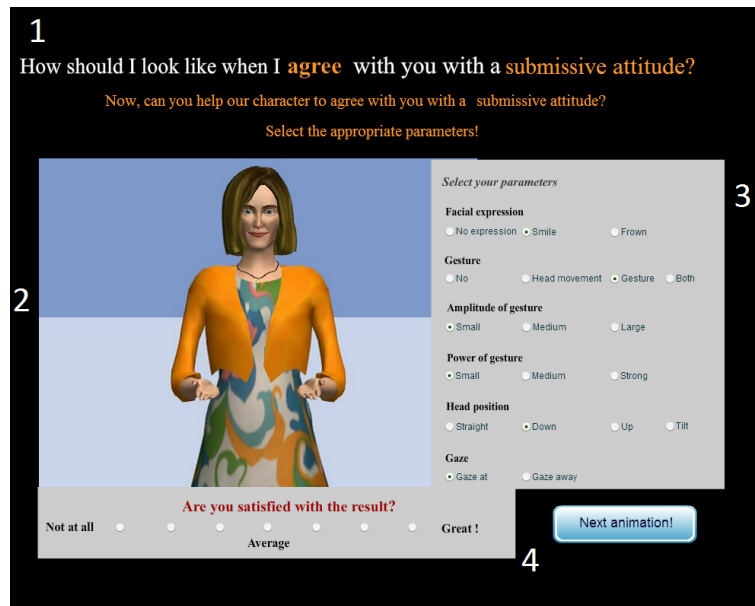 1
How should I look like when I agree with you with a submissive attitude?
Now, can you help our character to agree with you with a submissive attitude?
Select the appropriate parameters!
2
3
Select your parameters
Facial expression
No expression Smile Frown
Gesture
No Head movement Gesture Both
Amplitude of gesture
Small Medium Large
Power of gesture
Small Medium Strong
Head position
Straight Down Up Tilt
Gaze
Gaze at Gaze away
Are you satisfied with the result?
Not at all Great !
Average
Next animation!
4